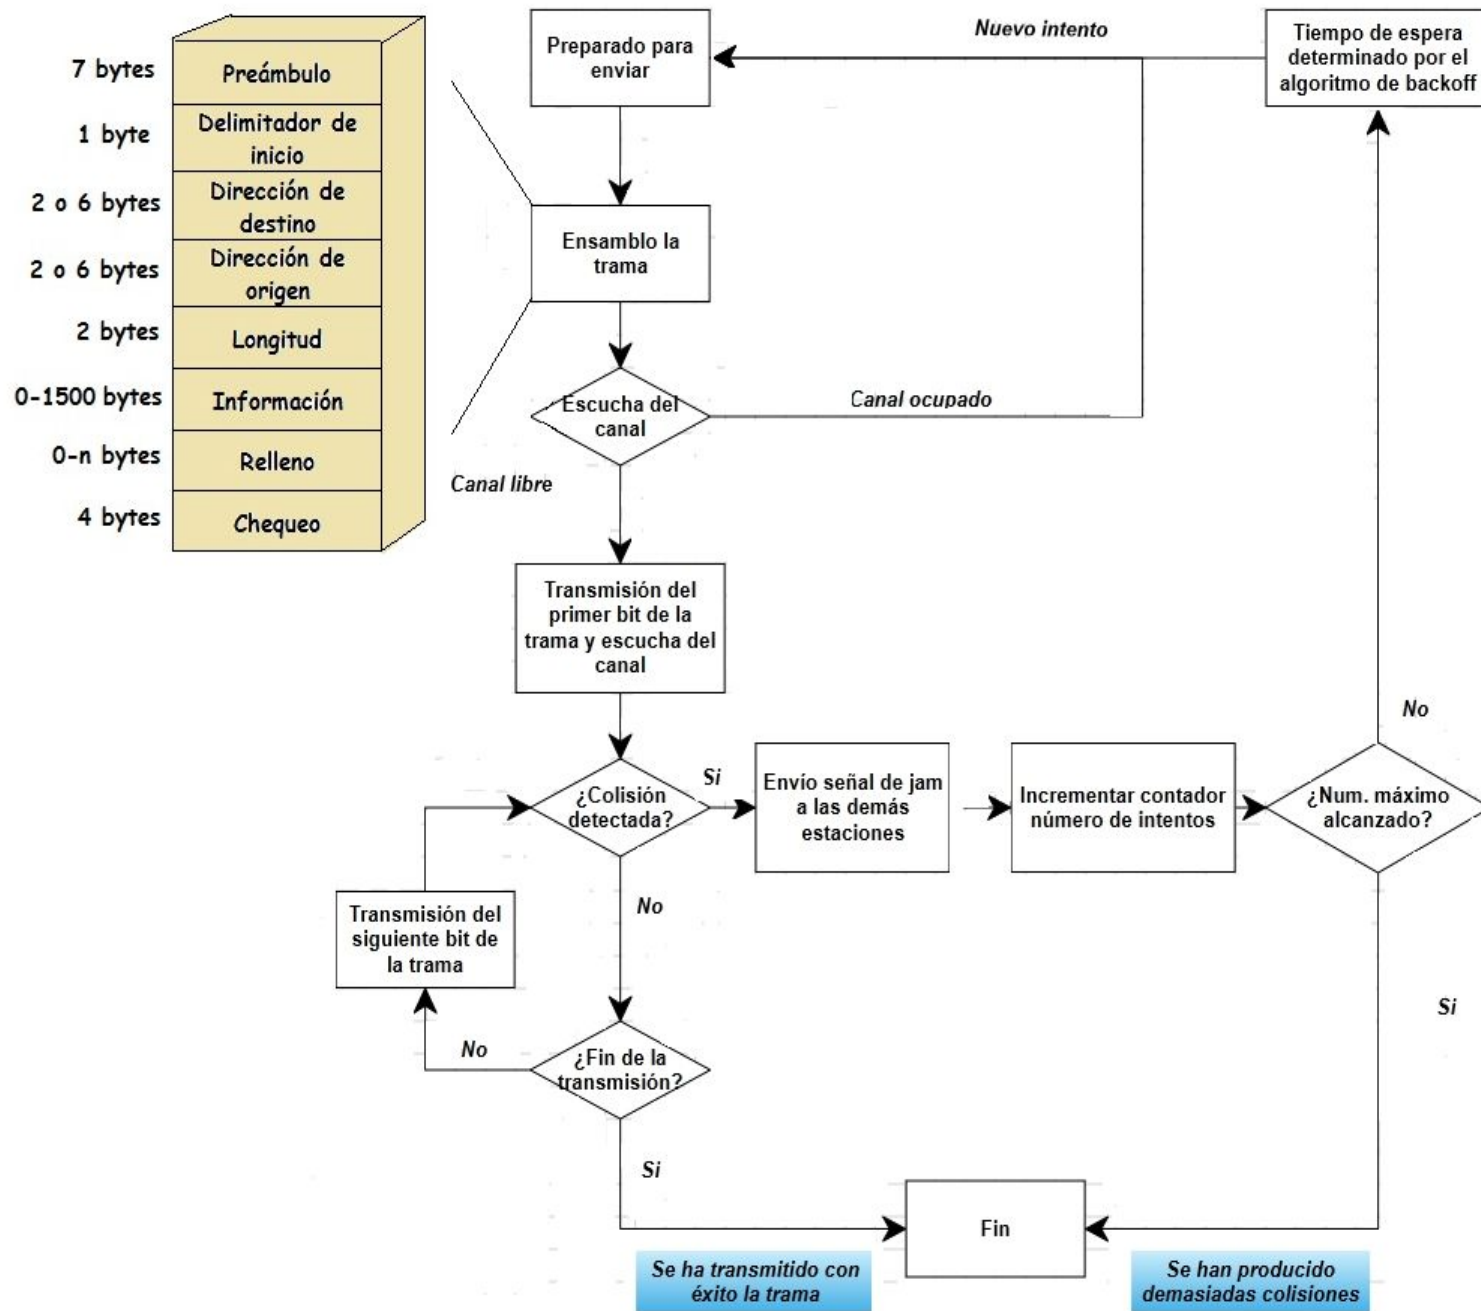 7 bytes
Preámbulo
1 byte
Delimitador de
inicio
2 o 6 bytes
Dirección de
destino
2 o 6 bytes
Dirección de
origen
2 bytes
Longitud
0-1500 bytes
Información
0-n bytes
Relleno
4 bytes
Chequeo
Preparado para
enviar
Nuevo intento
Tiempo de espera
determinado por el
algoritmo de backoff
Ensamblo la
trama
Escucha del
canal
Canal ocupado
Canal libre
Transmisión del
primer bit de la
trama y escucha del
canal
¿Colisión
detectada?
Si
Envío señal de jam
a las demás
estaciones
Incrementar contador
número de intentos
¿Num. máximo
alcanzado?
No
No
Transmisión del
siguiente bit de
la trama
Si
No
¿Fin de la
transmisión?
Si
Fin
Se ha transmitido con
éxito la trama
Se han producido
demasiadas colisiones